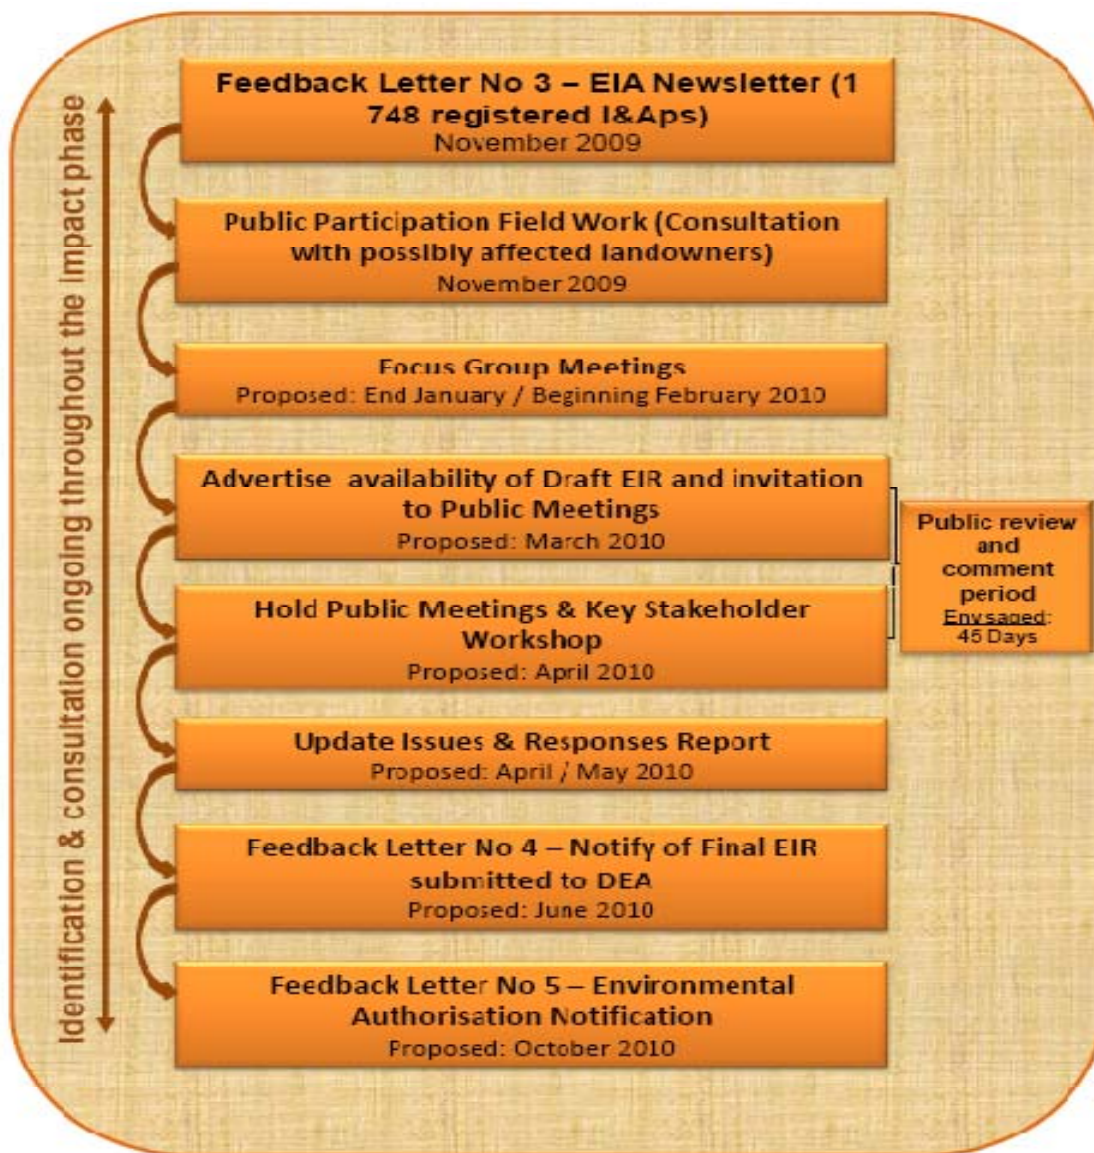 Identification & consultation ongoing throughout the impact phase
Feedback Letter No 3 – EIA Newsletter (1
748 registered I&Aps)
November 2009
Public Participation Field Work (Consultation
with possibly affected landowners)
November 2009
Focus Group Meetings
Proposed: End January / Beginning February 2010
Advertise availability of Draft EIR and invitation
to Public Meetings
Proposed: March 2010
Public review
and
comment
period
Envisaged:
45 Days
Hold Public Meetings & Key Stakeholder
Workshop
Proposed: April 2010
Update Issues & Responses Report
Proposed: April / May 2010
Feedback Letter No 4 – Notify of Final EIR
submitted to DEA
Proposed: June 2010
Feedback Letter No 5 – Environmental
Authorisation Notification
Proposed: October 2010